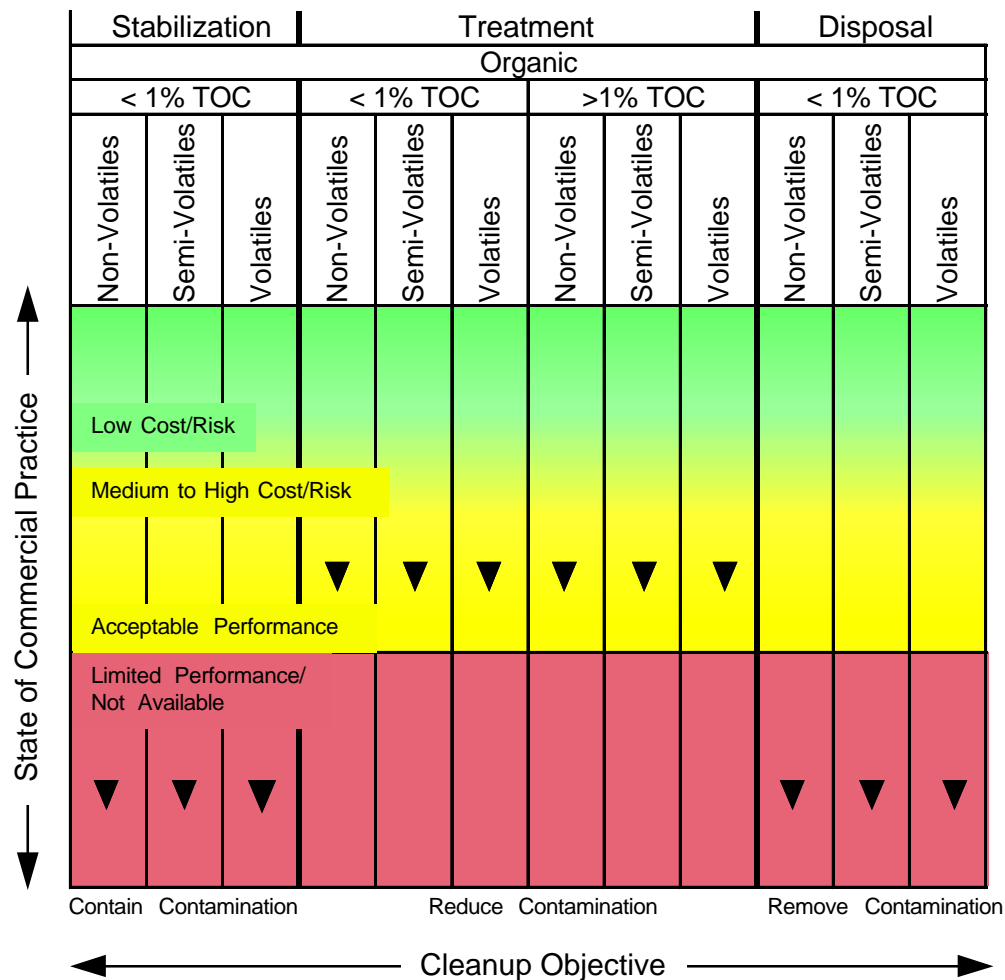 Stabilization Treatment Disposal
Organic
< 1% TOC < 1% TOC >1% TOC < 1% TOC
Non-Volatiles
Semi-Volatiles
Volatiles
Non-Volatiles
Semi-Volatiles
Volatiles
Non-Volatiles
Semi-Volatiles
Volatiles
Non-Volatiles
Semi-Volatiles
Volatiles
State of Commercial Practice
Low Cost/Risk
Medium to High Cost/Risk
Acceptable Performance
Limited Performance/
Not Available
Contain Contamination Reduce Contamination Remove Contamination
Cleanup Objective